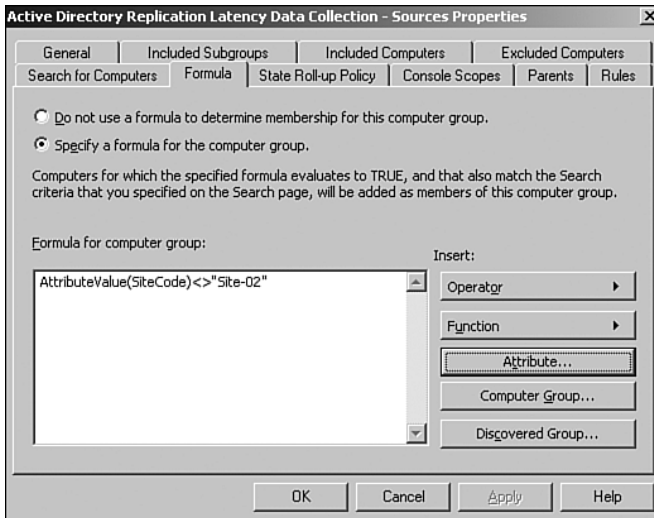 Active Directory Replication Latency Data Collection - Sources Properties
General Included Subgroups Included Computers Excluded Computers
Search for Computers Formula State Roll-up Policy Console Scopes Parents Rules
Do not use a formula to determine membership for this computer group.
Specify a formula for the computer group.
Computers for which the specified formula evaluates to TRUE, and that also match the Search
criteria that you specified on the Search page, will be added as members of this computer group.
Formula for computer group:
Insert:
AttributeValue(SiteCode)<>"Site-02"
Operator
Function
Attribute...
Computer Group...
Discovered Group...
OK Cancel Apply Help